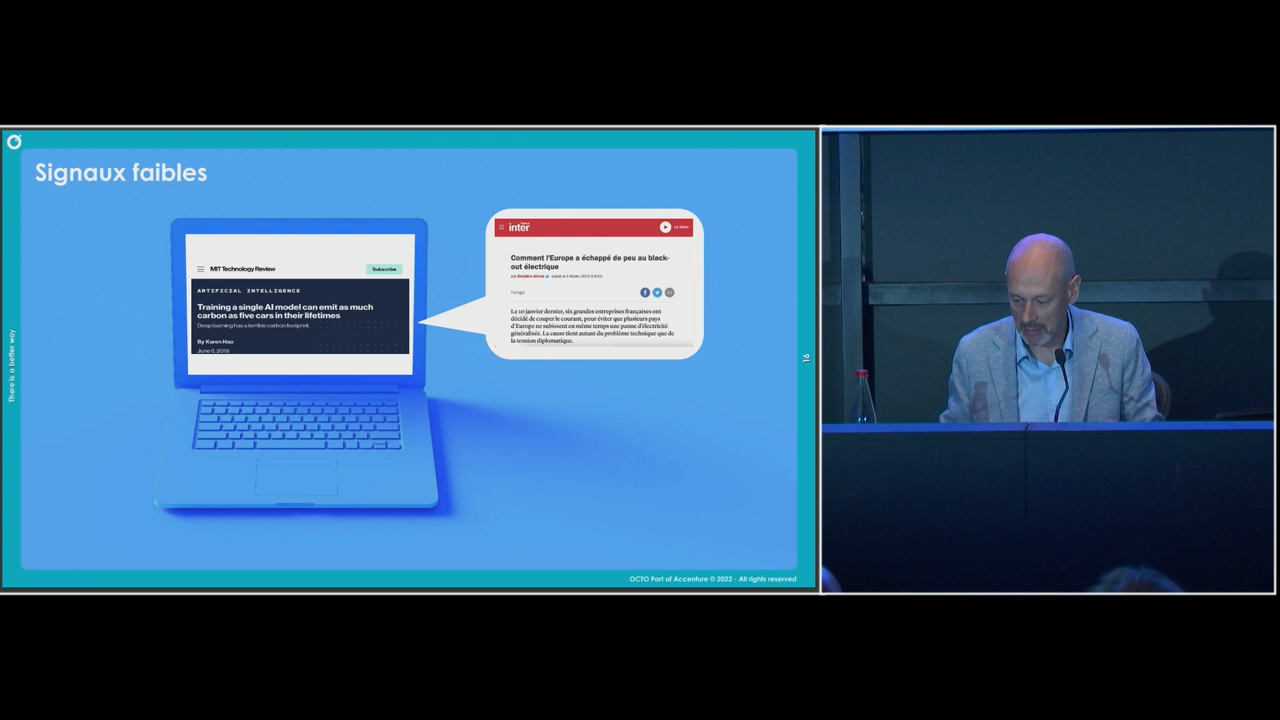 Signaux faibles
MIT Technology Review
Subscribe
ARTIFICIAL INTELLIGENCE
Training a single AI model can emit as much
carbon as five cars in their lifetimes
Deep learning has a terrible carbon footprint.
By Karen Hao
June 6, 2019
france
inter
Le direct
Comment l'Europe a échappé de peu au black-
out électrique
Partager
Le 10 janvier dernier, six grandes entreprises françaises ont
décidé de couper le courant, pour éviter que plusieurs pays
d'Europe ne subissent en même temps une panne d'électricité
généralisée. La cause tient autant du problème technique que de
la tension diplomatique.
There is a better way
16
OCTO Part of Accenture © 2022 - All rights reserved